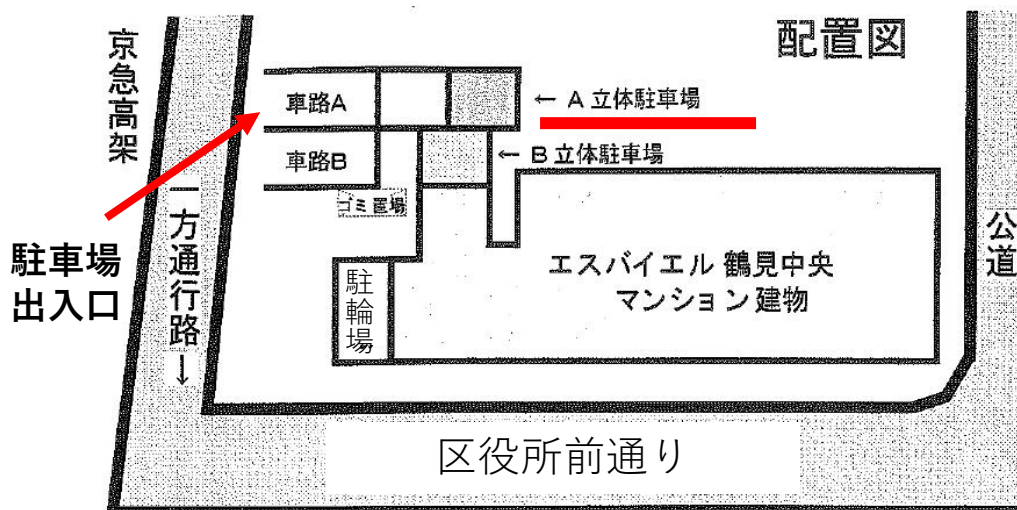 配置図
京急高架
車路A
← A 立体駐車場
車路B
← B 立体駐車場
ゴミ置場
一方通行路↓
公道
駐車場
出入口
エスバイエル 鶴見中央
マンション 建物
駐輪場
区役所前通り